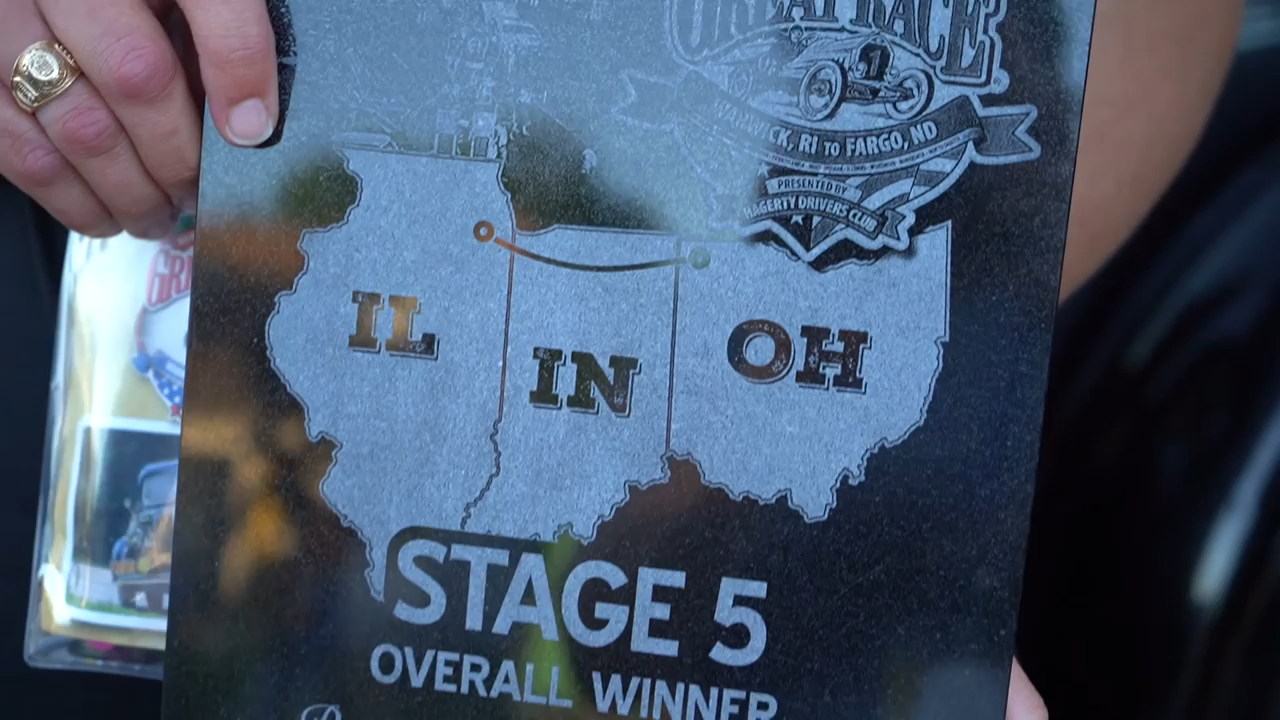 GREAT RACE
1
WARWICK, RI TO FARGO, ND
PRESENTED BY
HAGERTY DRIVERS CLUB
IL
IN
OH
STAGE 5
OVERALL WINNER